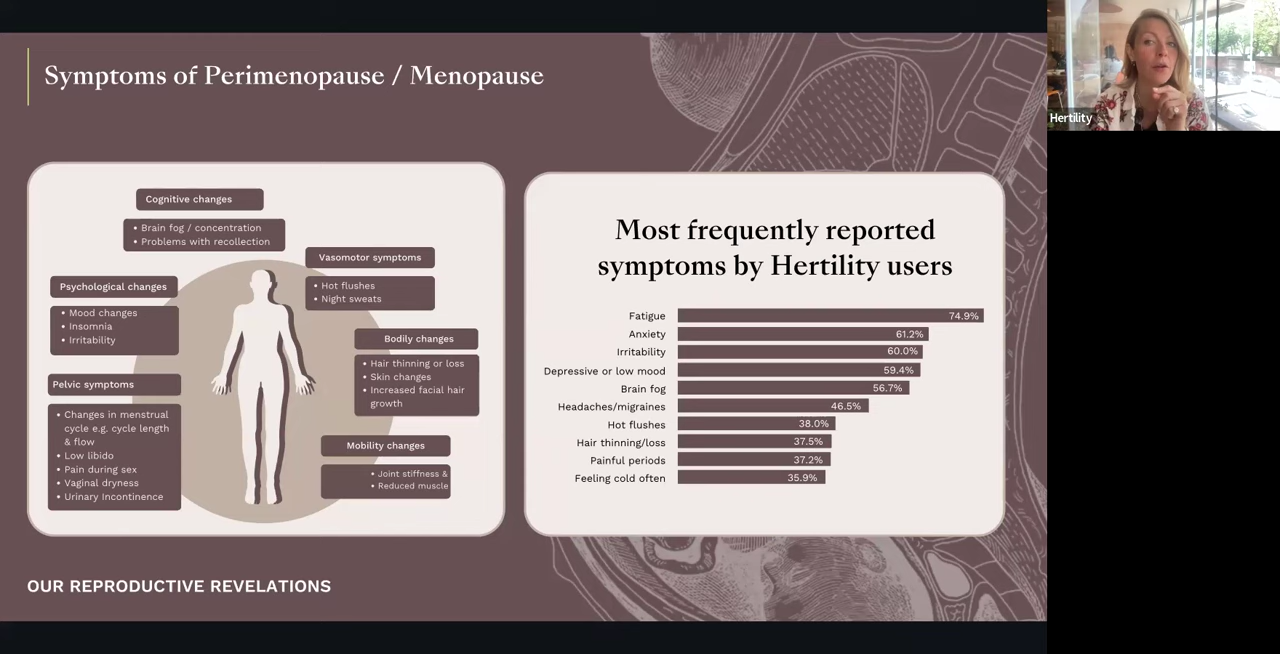 Symptoms of Perimenopause / Menopause
Cognitive changes
• Brain fog / concentration
• Problems with recollection
Vasomotor symptoms
• Hot flushes
• Night sweats
Psychological changes
• Mood changes
• Insomnia
• Irritability
Bodily changes
• Hair thinning or loss
• Skin changes
• Increased facial hair
growth
Pelvic symptoms
• Changes in menstrual
cycle e.g. cycle length
& flow
• Low libido
• Pain during sex
• Vaginal dryness
• Urinary Incontinence
Mobility changes
• Joint stiffness &
• Reduced muscle
Most frequently reported
symptoms by Hertility users
Fatigue 74.9%
Anxiety 61.2%
Irritability 60.0%
Depressive or low mood 59.4%
Brain fog 56.7%
Headaches/migraines 46.5%
Hot flushes 38.0%
Hair thinning/loss 37.5%
Painful periods 37.2%
Feeling cold often 35.9%
OUR REPRODUCTIVE REVELATIONS
Hertility